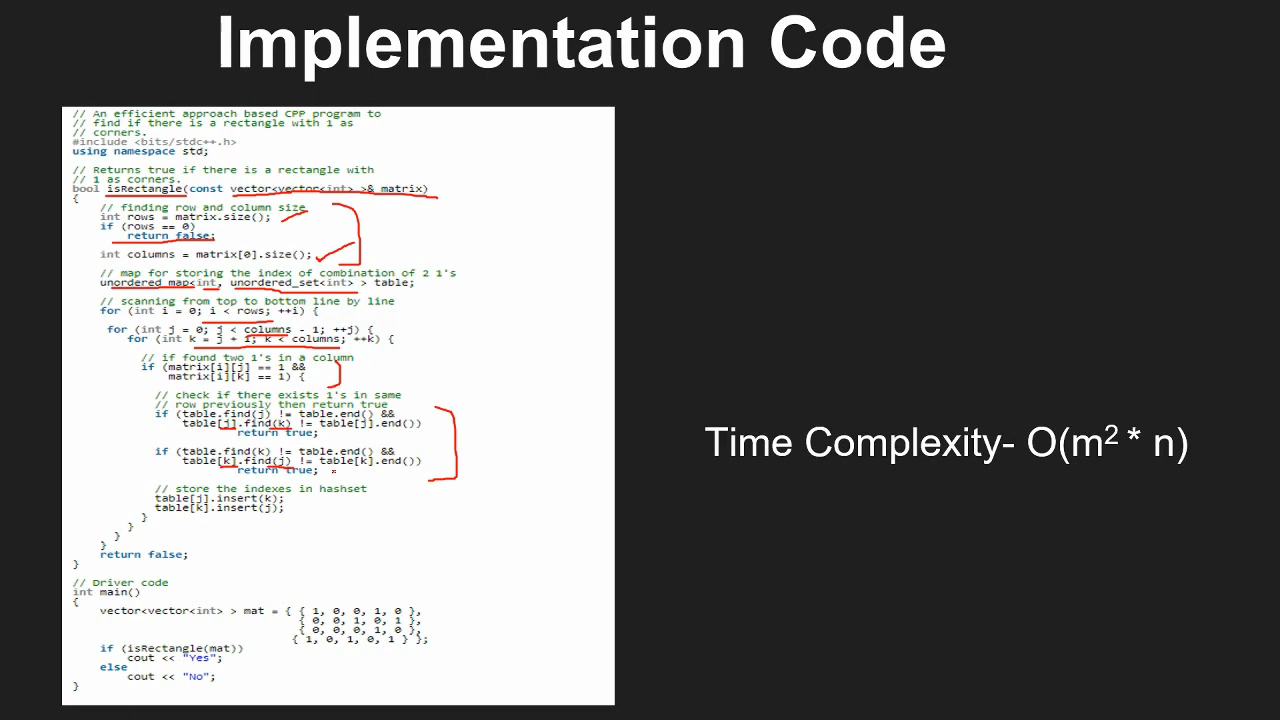 Implementation Code
// An efficient approach based CPP program to
// find if there is a rectangle with 1 as
// corners.
#include <bits/stdc++.h>
using namespace std;
// Returns true if there is a rectangle with
// 1 as corners.
bool isRectangle(const vector<vector<int> >& matrix)
{
// finding row and column size
int rows = matrix.size();
if (rows == 0)
return false;
int columns = matrix[0].size();
// map for storing the index of combination of 2 1's
unordered_map<int, unordered_set<int> > table;
// scanning from top to bottom line by line
for (int i = 0; i < rows; ++i) {
for (int j = 0; j < columns - 1; ++j) {
for (int k = j + 1; k < columns; ++k) {
// if found two 1's in a column
if (matrix[i][j] == 1 &&
matrix[i][k] == 1) {
// check if there exists 1's in same
// row previously then return true
if (table.find(j) != table.end() &&
table[j].find(k) != table[j].end())
return true;
if (table.find(k) != table.end() &&
table[k].find(j) != table[k].end())
return true;
// store the indexes in hashset
table[j].insert(k);
table[k].insert(j);
}
}
}
}
return false;
}
// Driver code
int main()
{
vector<vector<int> > mat = { { 1, 0, 0, 1, 0 },
{ 0, 0, 1, 0, 1 },
{ 0, 0, 0, 1, 0 },
{ 1, 0, 1, 0, 1 } };
if (isRectangle(mat))
cout << "Yes";
else
cout << "No";
}
Time Complexity- O(m² * n)